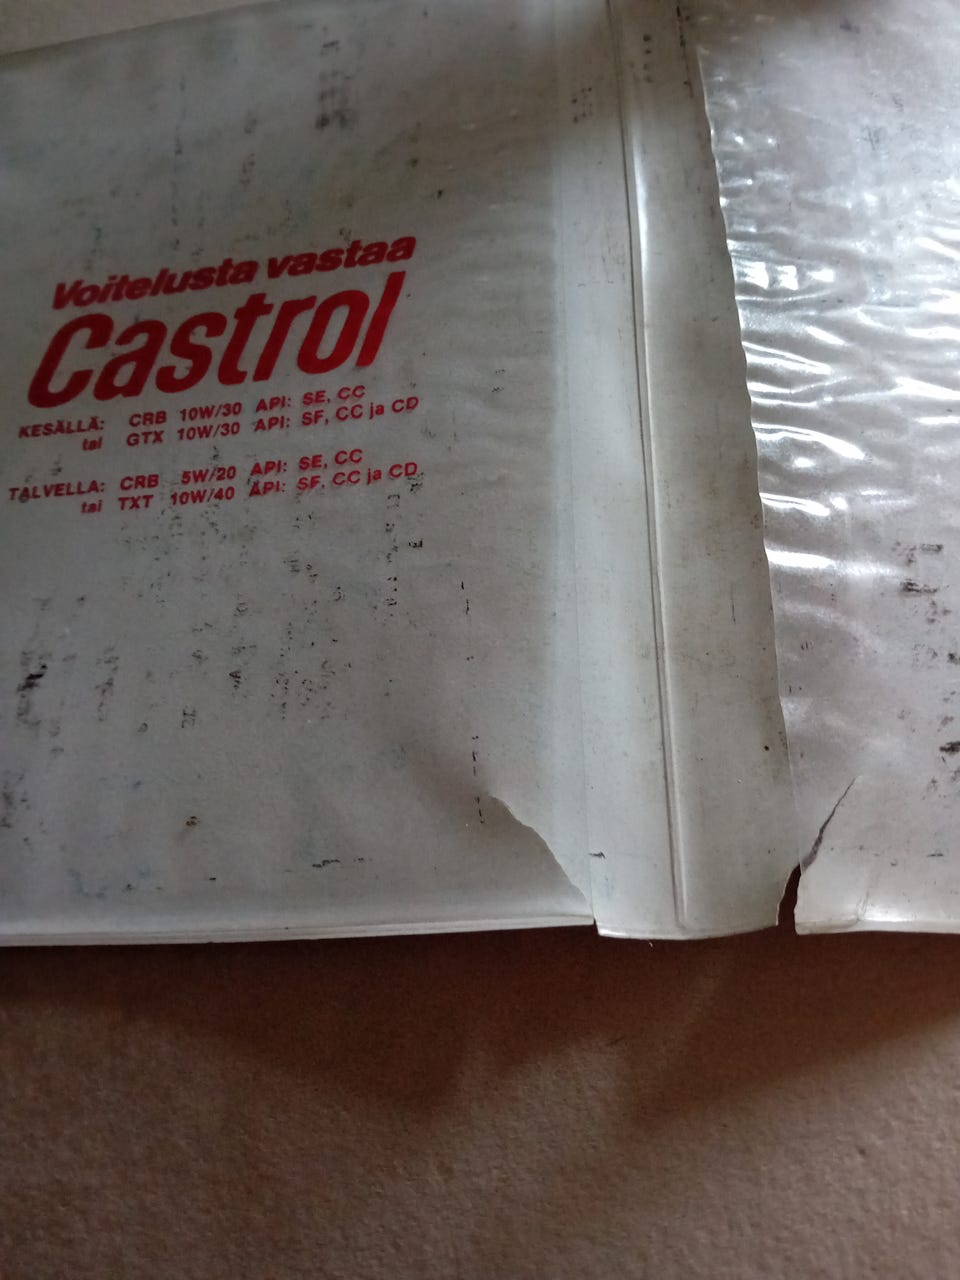 Voitelusta vastaa
Castrol
KESÄLLÄ: CRB 10W/30 API: SE, CC
tai GTX 10W/30 API: SF, CC ja CD
TALVELLA: CRB 5W/20 API: SE, CC
tai TXT 10W/40 API: SF, CC ja CD